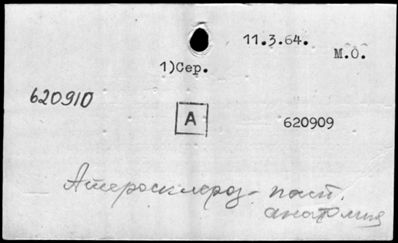 11.3.64.
М.О.
1)Сер.
620910
А
620909
Атеросклероз - пат.
анатомия